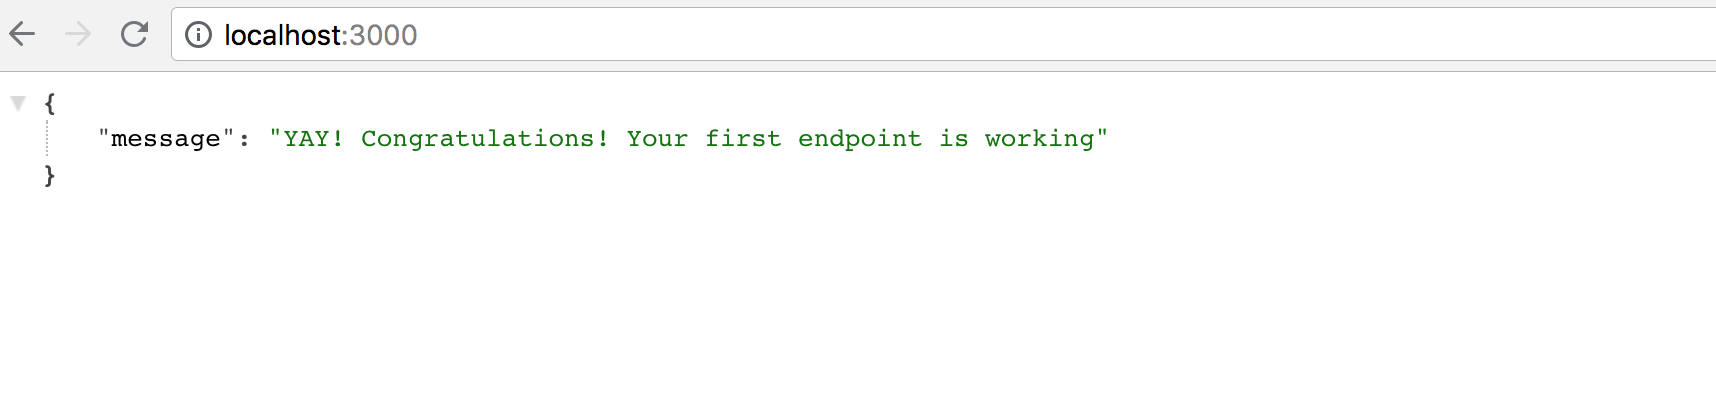 localhost:3000
{
"message": "YAY! Congratulations! Your first endpoint is working"
}